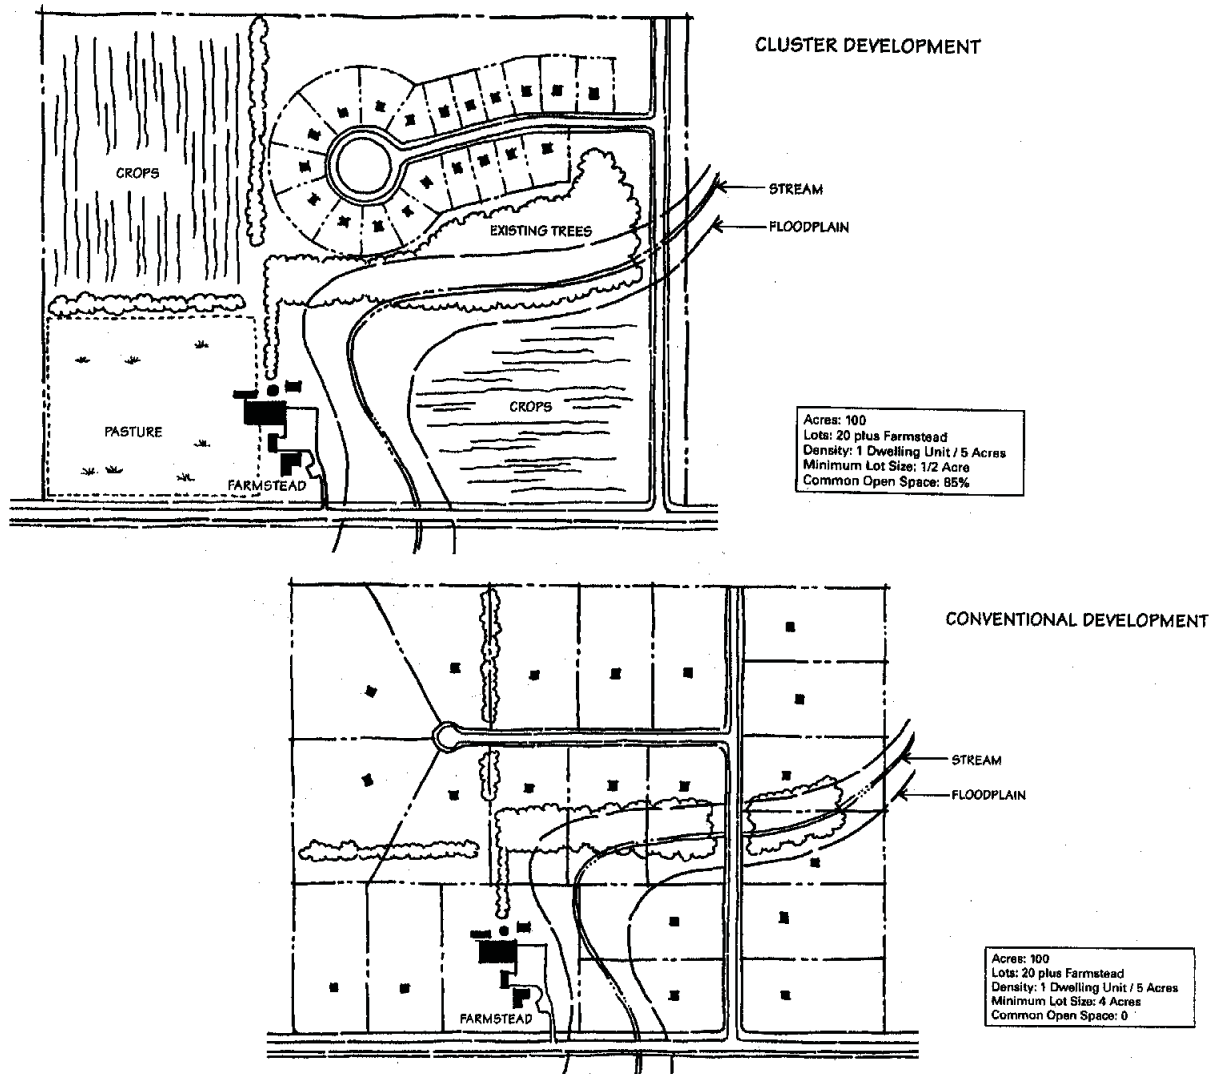 CLUSTER DEVELOPMENT
CROPS
STREAM
EXISTING TREES
FLOODPLAIN
CROPS
PASTURE
FARMSTEAD
Acres: 100
Lots: 20 plus Farmstead
Density: 1 Dwelling Unit / 5 Acres
Minimum Lot Size: 1/2 Acre
Common Open Space: 85%
CONVENTIONAL DEVELOPMENT
STREAM
FLOODPLAIN
FARMSTEAD
Acres: 100
Lots: 20 plus Farmstead
Density: 1 Dwelling Unit / 5 Acres
Minimum Lot Size: 4 Acres
Common Open Space: 0